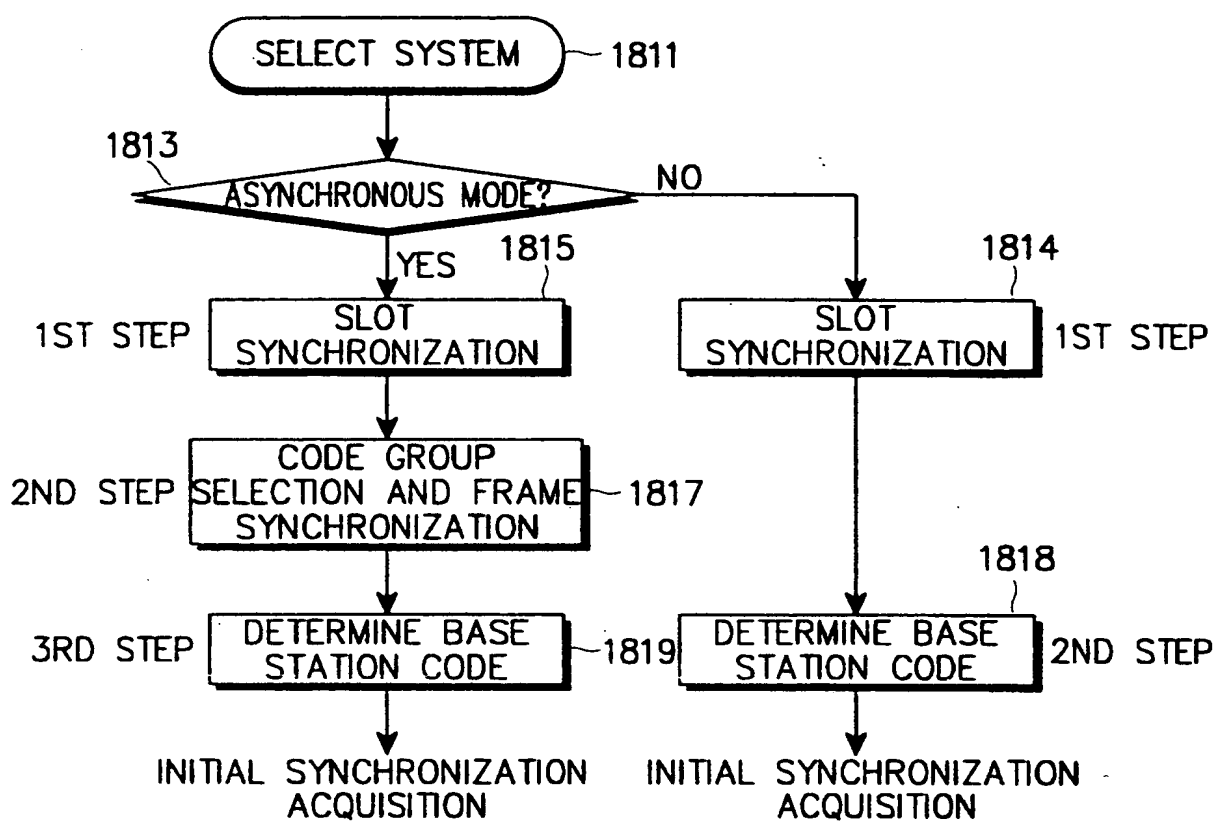 SELECT SYSTEM
1811
1813
ASYNCHRONOUS MODE?
NO
YES
1815
1814
1ST STEP
SLOT
SYNCHRONIZATION
SLOT
SYNCHRONIZATION
1ST STEP
2ND STEP
CODE GROUP
SELECTION AND FRAME
SYNCHRONIZATION
1817
1818
3RD STEP
DETERMINE BASE
STATION CODE
1819
DETERMINE BASE
STATION CODE
2ND STEP
INITIAL SYNCHRONIZATION
ACQUISITION
INITIAL SYNCHRONIZATION
ACQUISITION